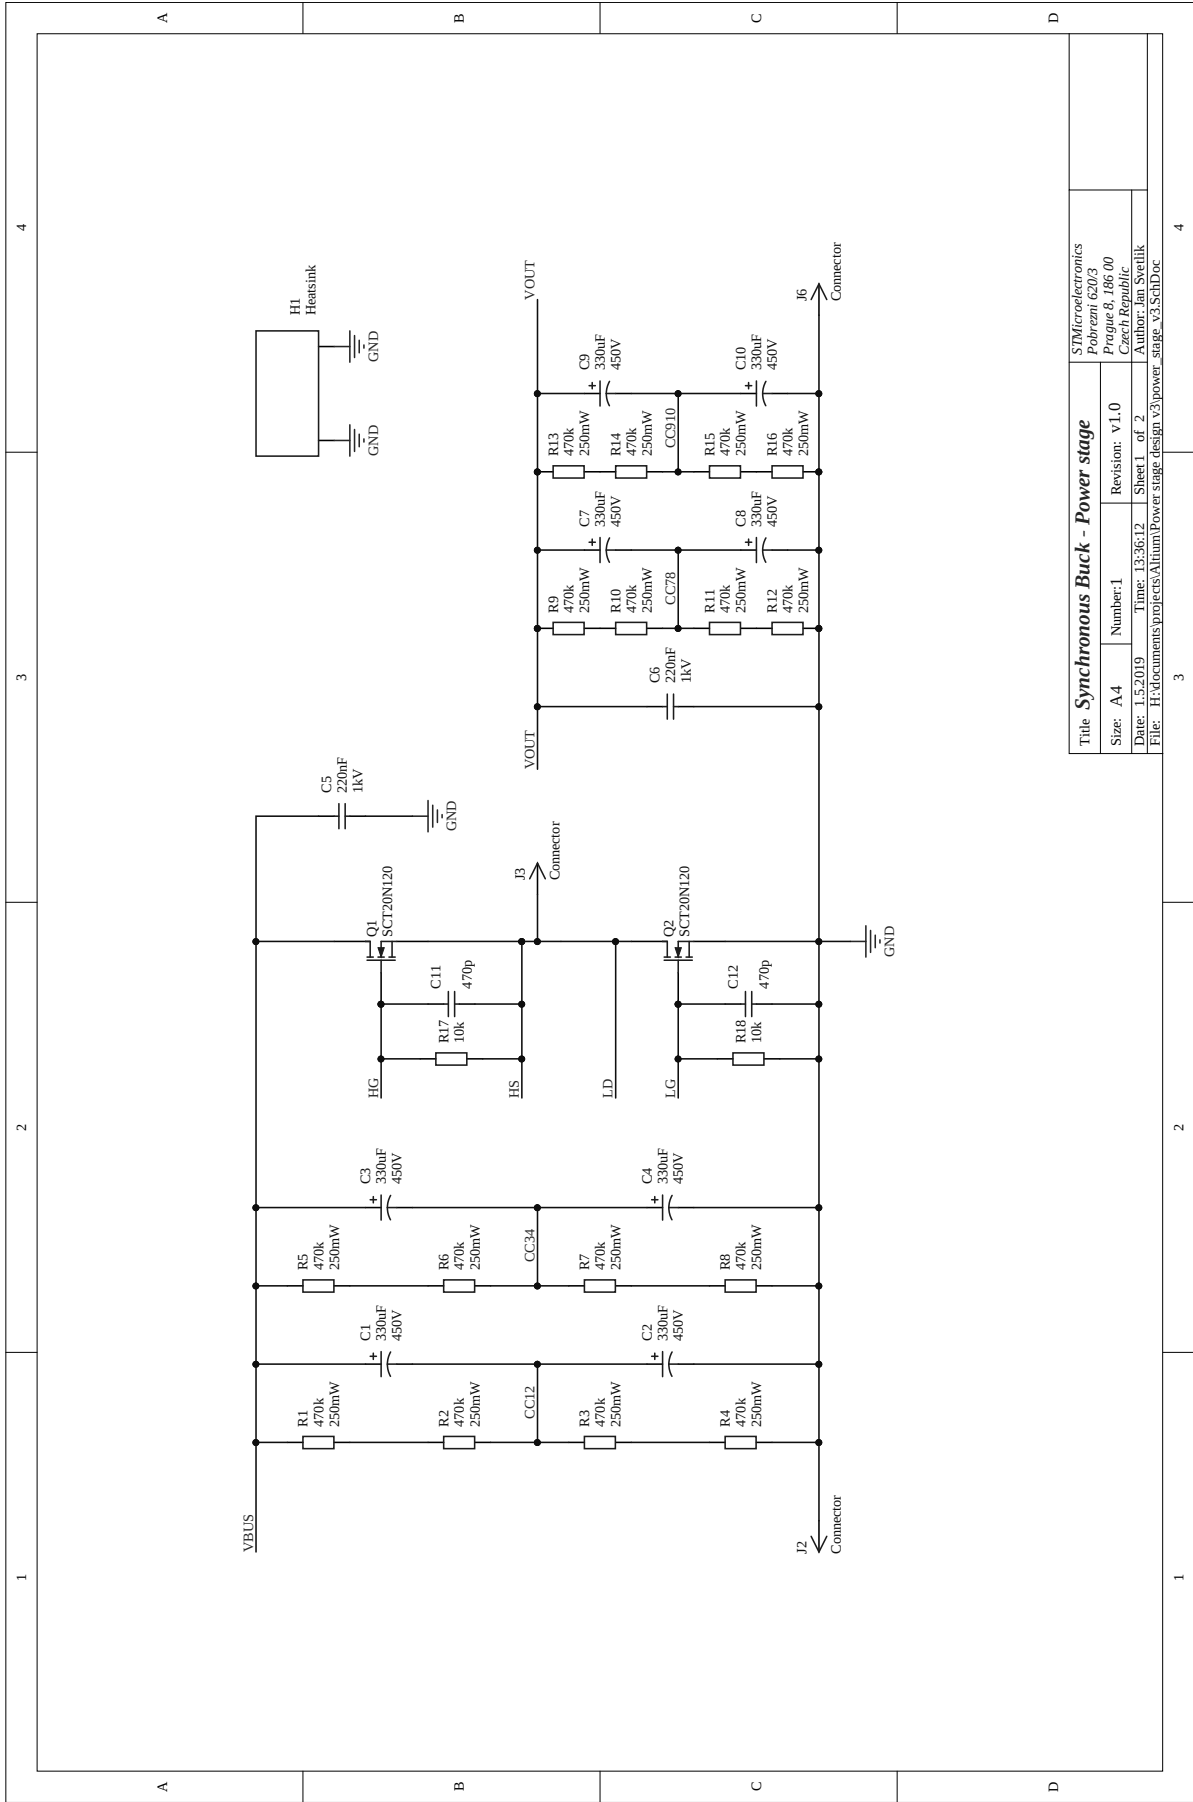 1
2
3
4
A
B
C
D
VBUS
R1
470k
250mW
R2
470k
250mW
CC12
R3
470k
250mW
R4
470k
250mW
C1
330uF
450V
C2
330uF
450V
R5
470k
250mW
R6
470k
250mW
CC34
R7
470k
250mW
R8
470k
250mW
C3
330uF
450V
C4
330uF
450V
J2
Connector
HG
HS
LD
LG
R17
10k
C11
470p
Q1
SCT20N120
R18
10k
C12
470p
Q2
SCT20N120
GND
J3
Connector
C5
220nF
1kV
GND
VOUT
C6
220nF
1kV
R9
470k
250mW
R10
470k
250mW
CC78
R11
470k
250mW
R12
470k
250mW
C7
330uF
450V
C8
330uF
450V
R13
470k
250mW
R14
470k
250mW
CC910
R15
470k
250mW
R16
470k
250mW
C9
330uF
450V
C10
330uF
450V
VOUT
J6
Connector
H1
Heatsink
GND
GND
Title Synchronous Buck - Power stage
Size: A4 Number:1 Revision: v1.0
Date: 1.5.2019 Time: 13:36:12 Sheet1 of 2
File: H:\documents\projects\Altium\Power stage design v3\power_stage_v3.SchDoc
STMicroelectronics
Pobrezni 620/3
Prague 8, 186 00
Czech Republic
Author: Jan Svetlik
1
2
3
4
A
B
C
D